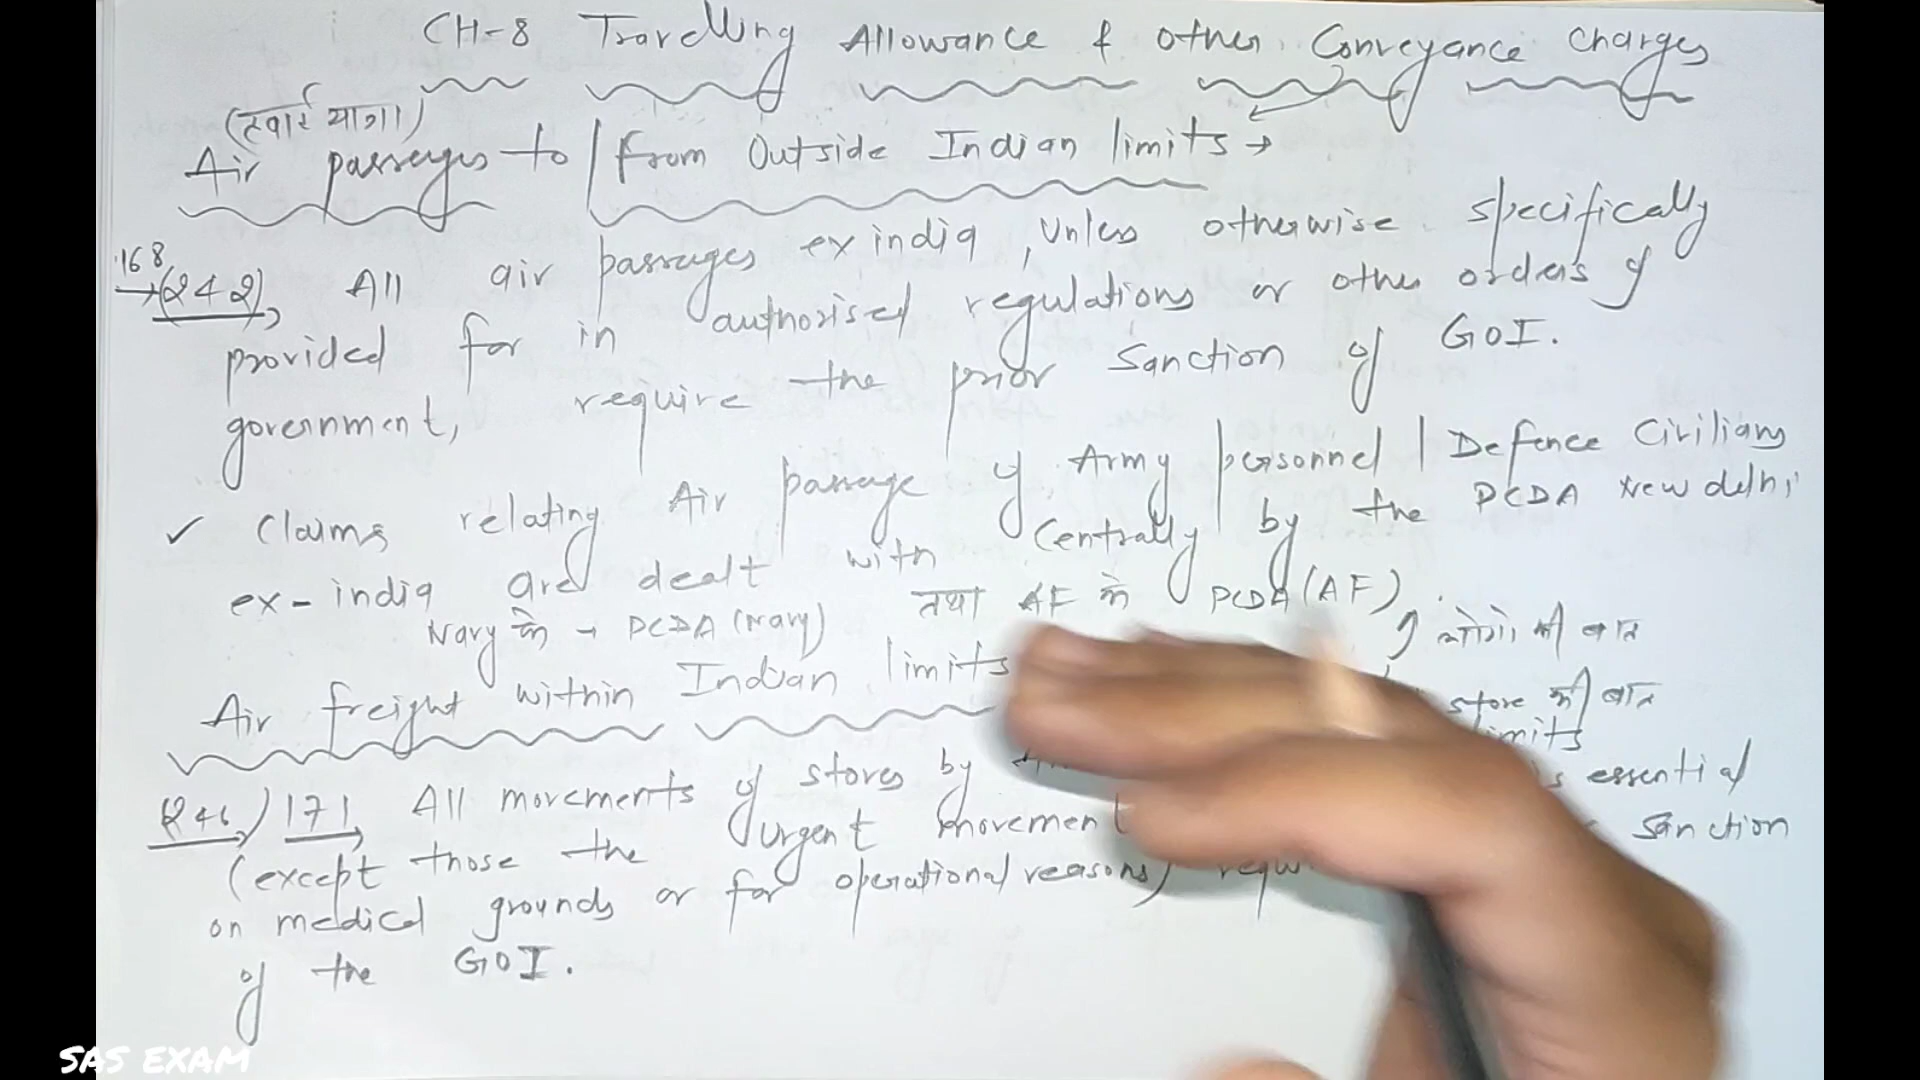 CH-8 Travelling Allowance & other Conveyance charges
(हवाई यात्रा)
Air passages to / from Outside Indian limits →
168
→(242), All air passages ex india, unless otherwise specifically
provided for in authorised regulations or other orders of
government, require the prior sanction of GOI.
✓ Claims relating Air passage of Army personnel / Defence Civilians
ex-india are dealt with Centrally by the PCDA New delhi
Navy के → PCDA (Navy) तथा AF के PCDA (AF)
लोगो की बात
Air freight within Indian limits
store की बात
limits
(246) 171, All movements of stores by
is essential
(except those the urgent movement sanction
on medical grounds or for operational reasons)
of the GOI.
SAS EXAM